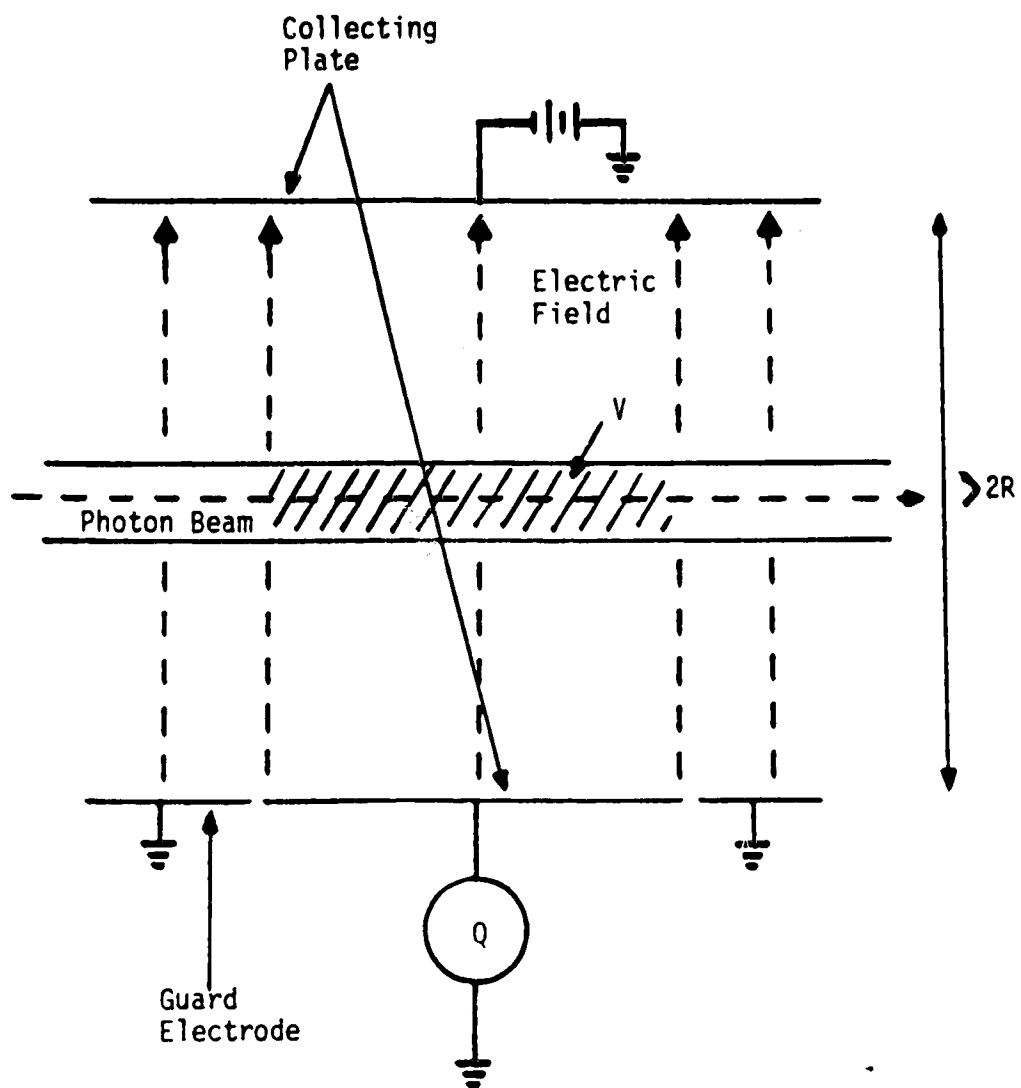 Collecting
Plate
Electric
Field
V
Photon Beam
>2R
Q
Guard
Electrode